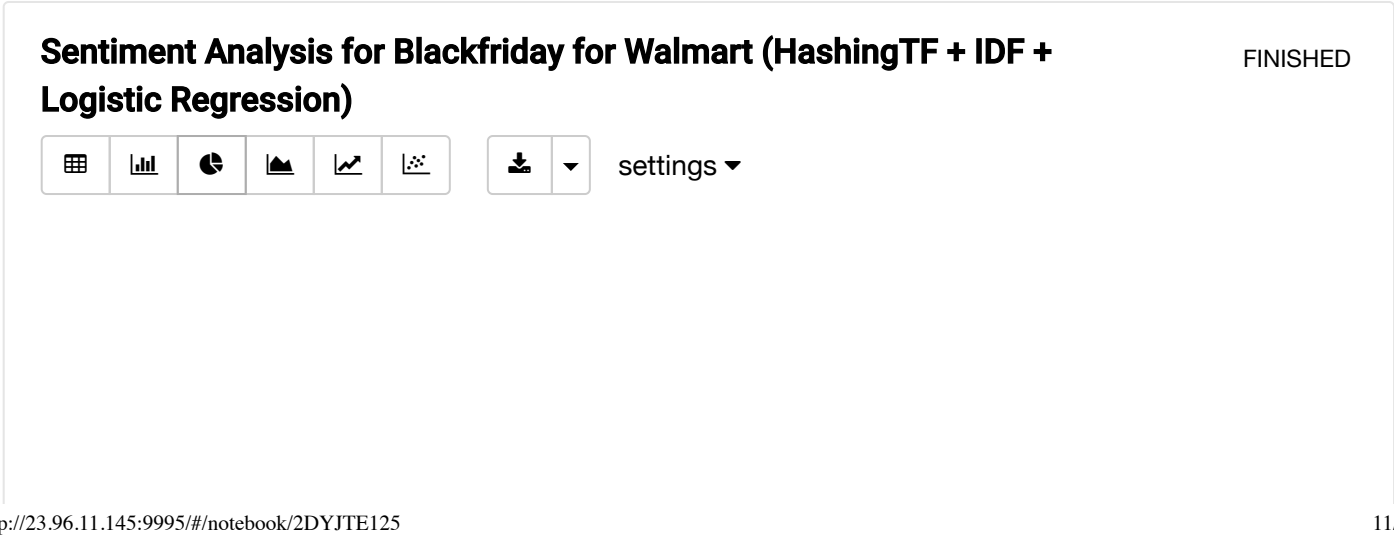 Sentiment Analysis for Blackfriday for Walmart (HashingTF + IDF +
Logistic Regression)
FINISHED
settings
p://23.96.11.145:9995/#/notebook/2DYJTE125
11